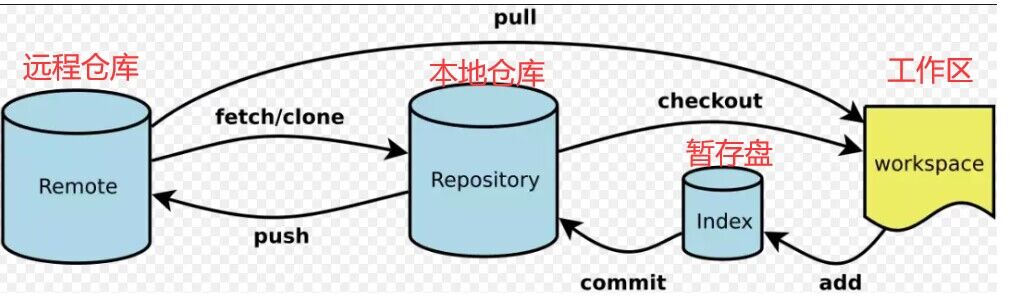 pull
远程仓库
本地仓库
工作区
fetch/clone
checkout
暂存盘
Remote
Repository
workspace
Index
push
commit
add